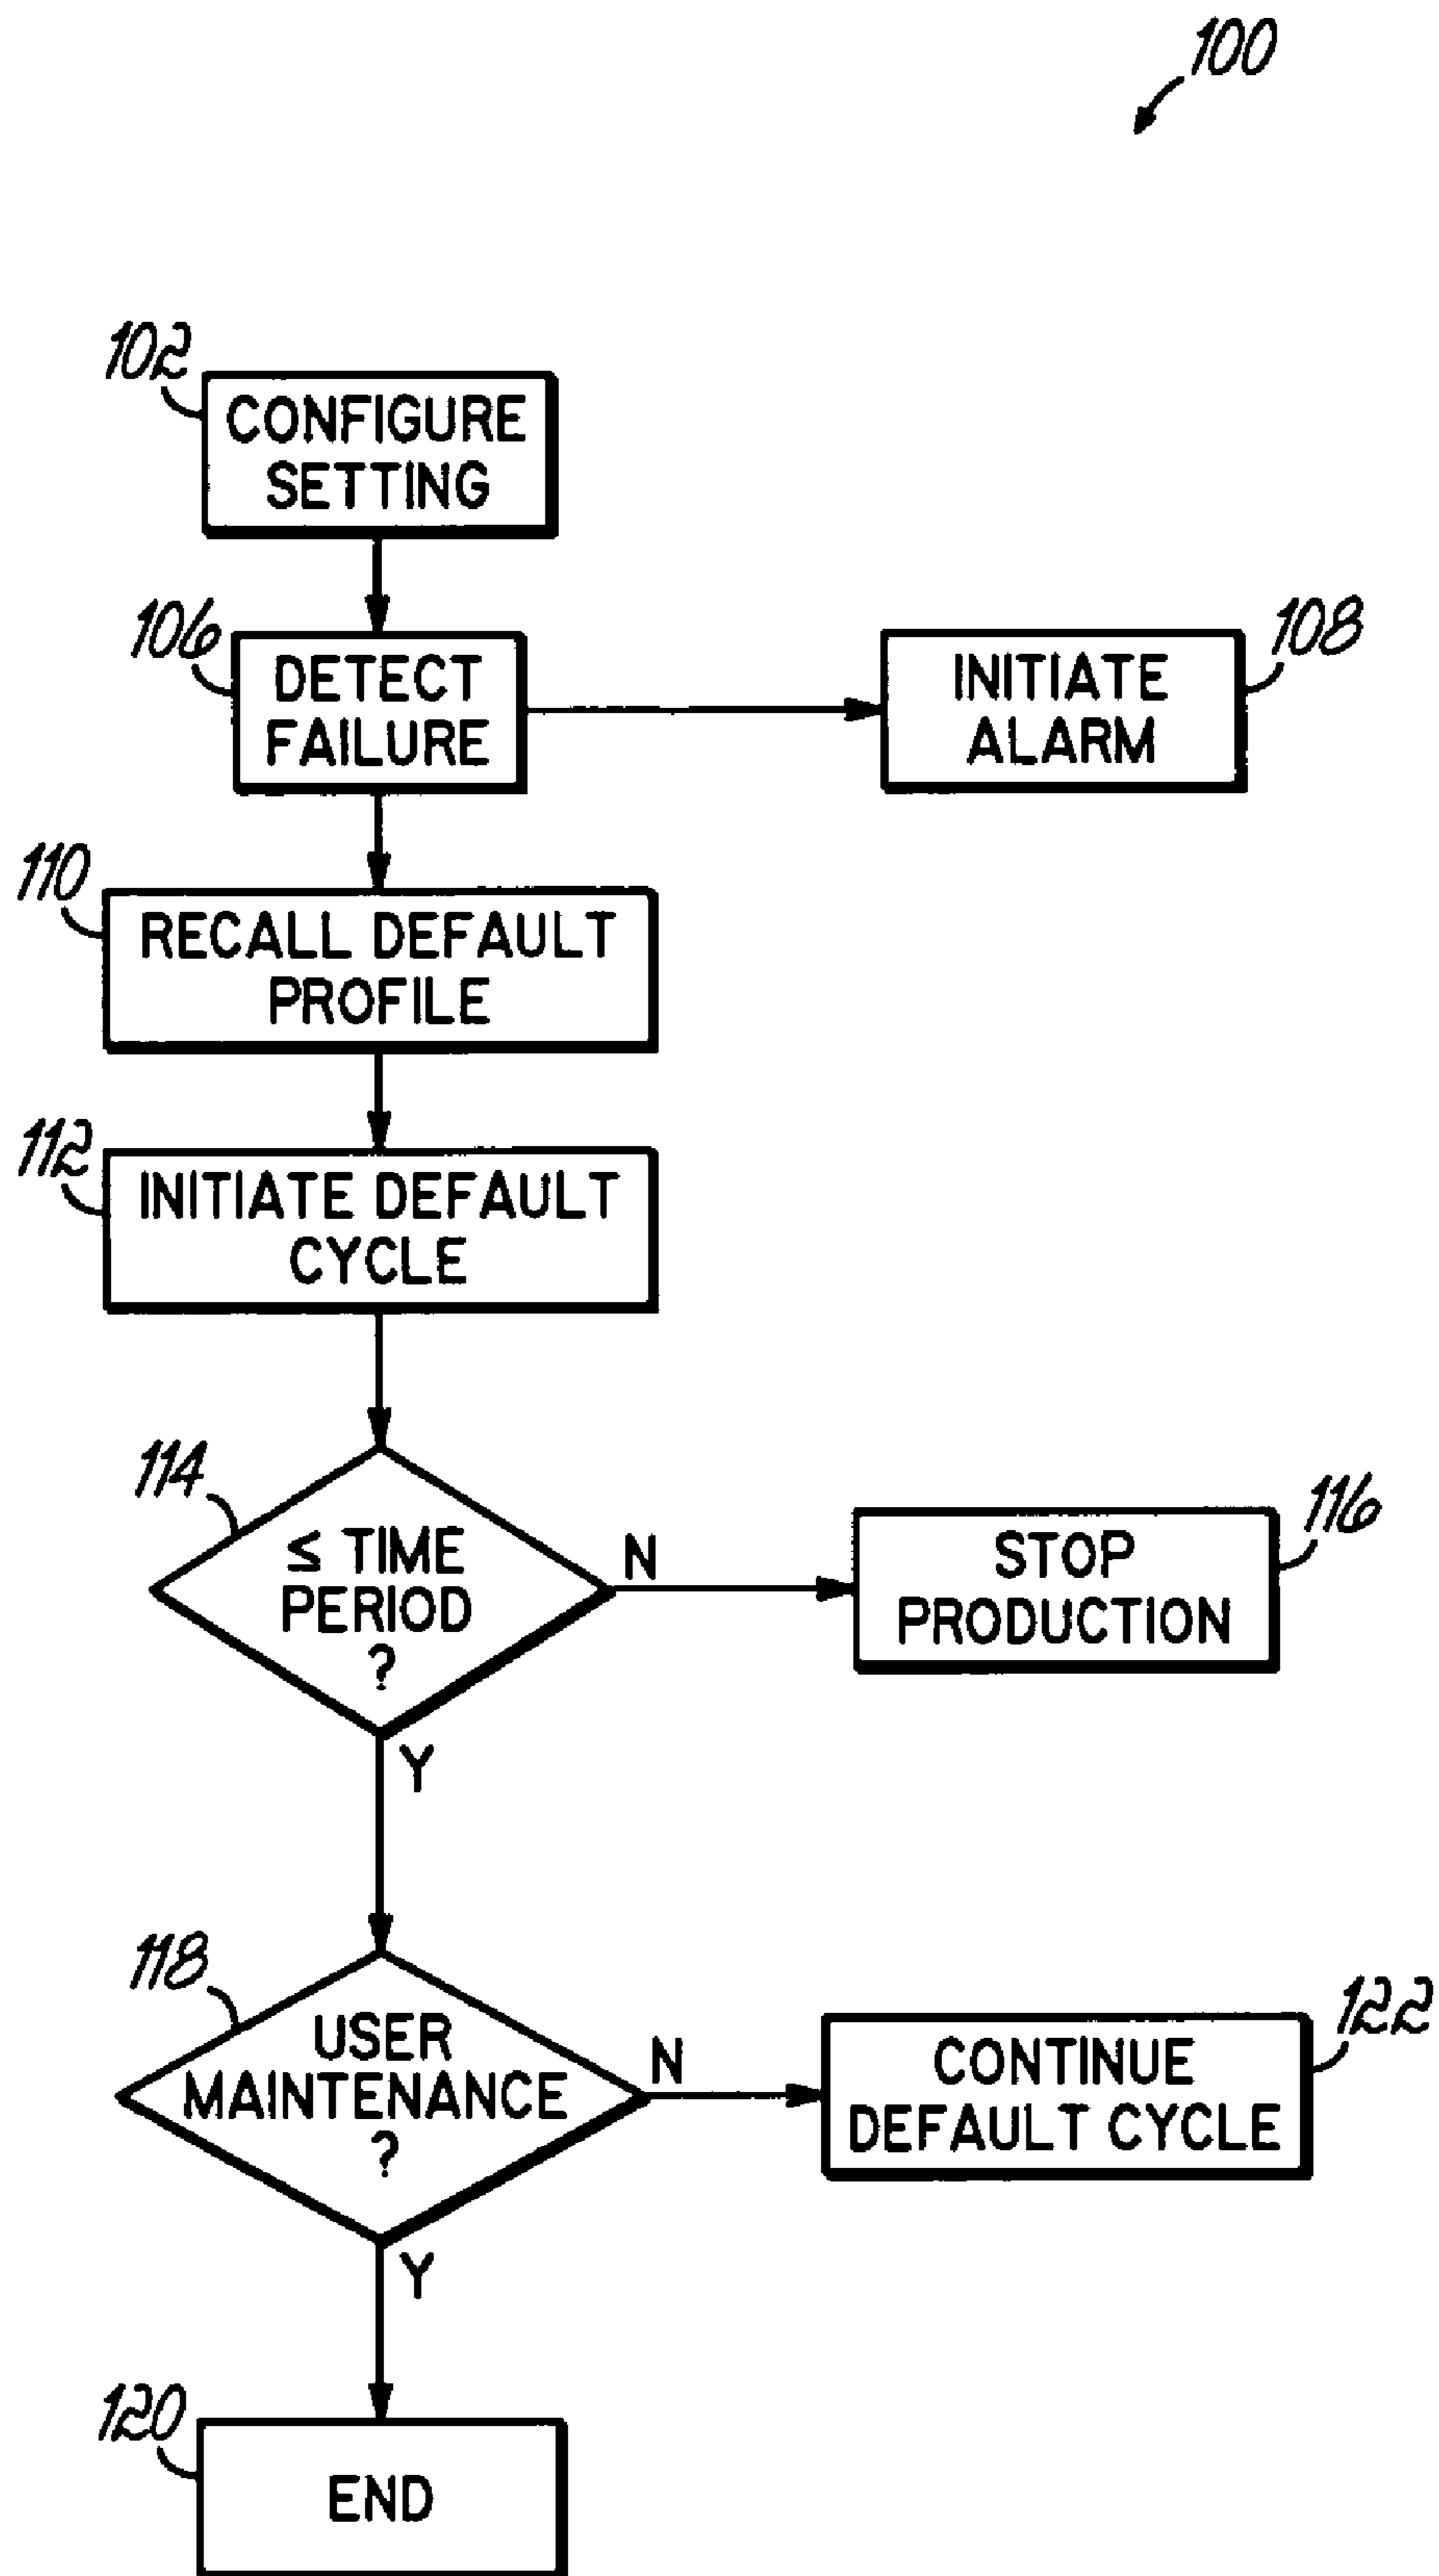 100
102
CONFIGURE
SETTING
106
DETECT
FAILURE
108
INITIATE
ALARM
110
RECALL DEFAULT
PROFILE
112
INITIATE DEFAULT
CYCLE
114
≤ TIME
PERIOD
?
N
116
STOP
PRODUCTION
Y
118
USER
MAINTENANCE
?
N
122
CONTINUE
DEFAULT CYCLE
Y
120
END